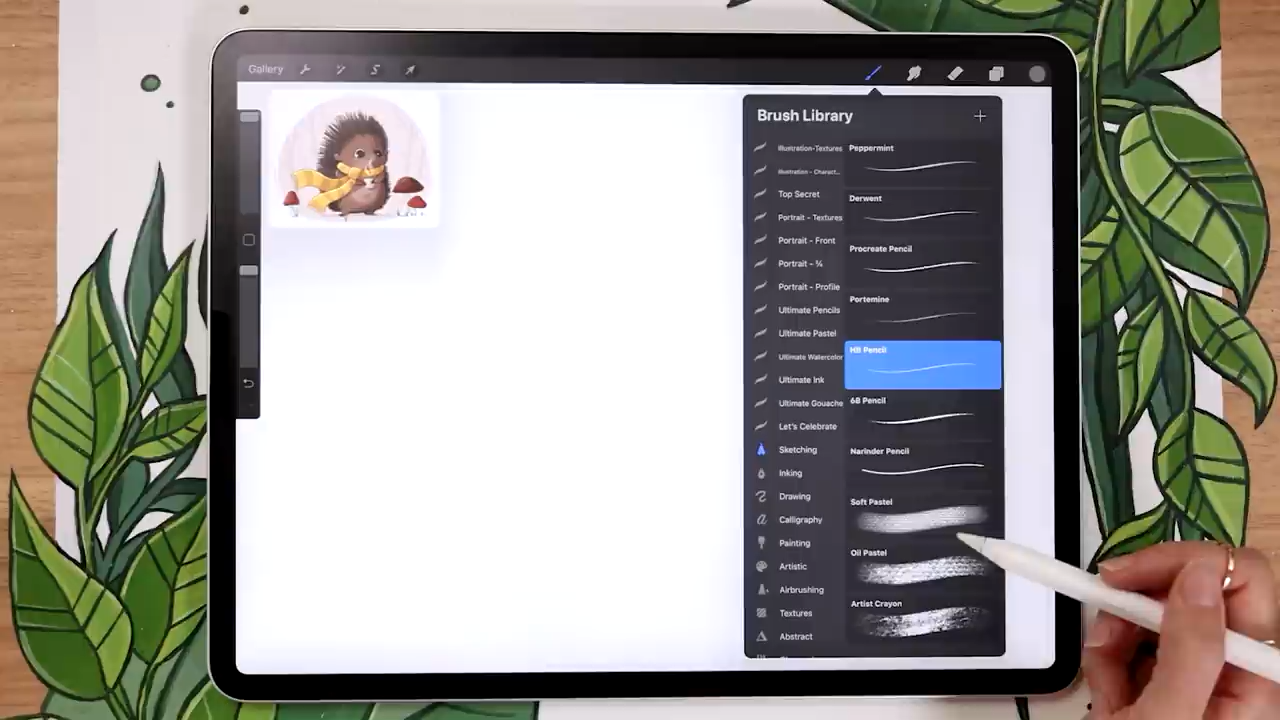 Gallery
Brush Library
Illustration-Textures
Illustration - Charact...
Top Secret
Portrait - Textures
Portrait - Front
Portrait - ¾
Portrait - Profile
Ultimate Pencils
Ultimate Pastel
Ultimate Watercolor
Ultimate Ink
Ultimate Gouache
Let's Celebrate
Sketching
Inking
Drawing
Calligraphy
Painting
Artistic
Airbrushing
Textures
Abstract
Peppermint
Derwent
Procreate Pencil
Portemine
HB Pencil
6B Pencil
Narinder Pencil
Soft Pastel
Oil Pastel
Artist Crayon